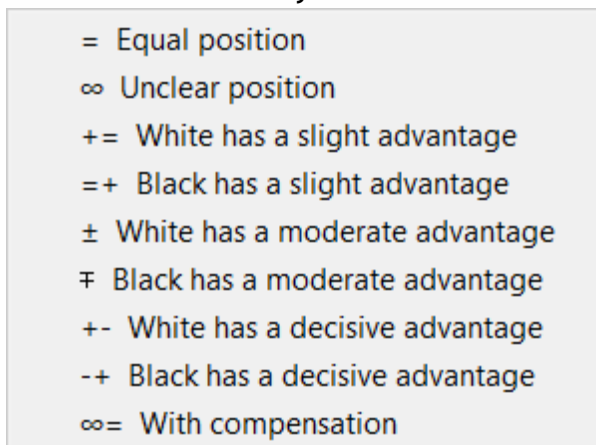 = Equal position
∞ Unclear position
+= White has a slight advantage
=+ Black has a slight advantage
± White has a moderate advantage
∓ Black has a moderate advantage
+- White has a decisive advantage
-+ Black has a decisive advantage
∞= With compensation